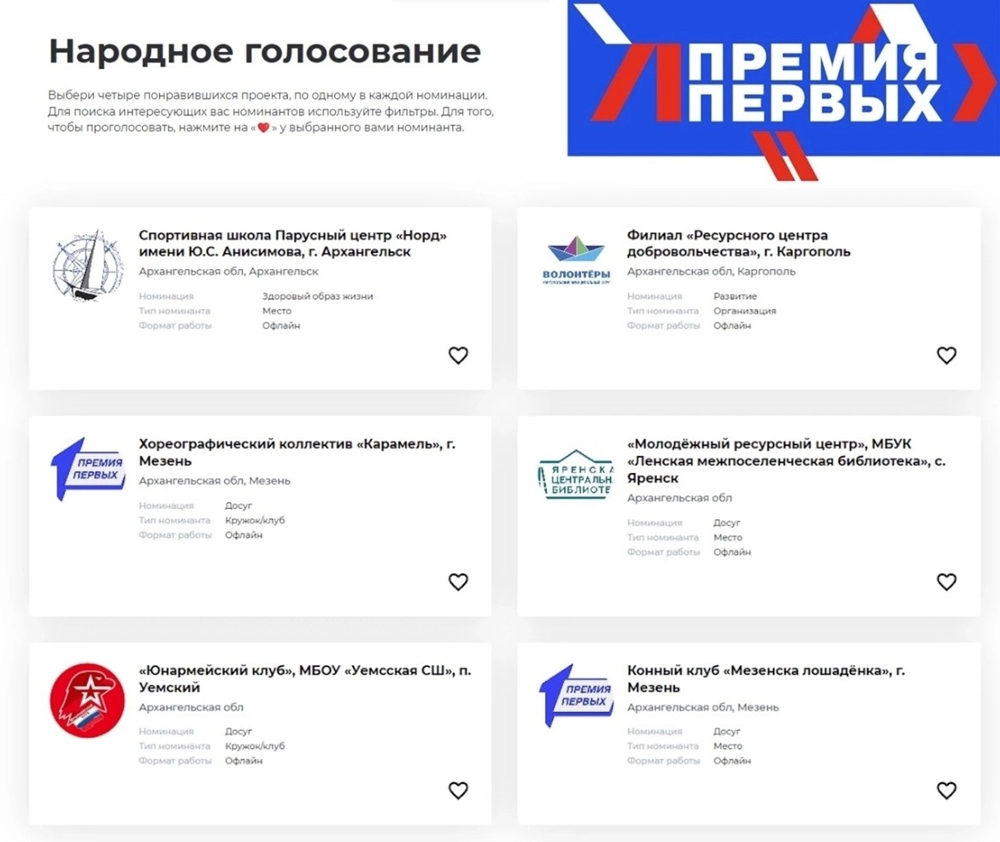 Народное голосование
Выбери четыре понравившихся проекта, по одному в каждой номинации.
Для поиска интересующих вас номинантов используйте фильтры. Для того,
чтобы проголосовать, нажмите на «❤» у выбранного вами номинанта.
ПРЕМИЯ
ПЕРВЫХ
Спортивная школа Парусный центр «Норд»
имени Ю.С. Анисимова, г. Архангельск
Архангельская обл, Архангельск
Номинация Здоровый образ жизни
Тип номинанта Место
Формат работы Офлайн
ВОЛОНТЁРЫ
Филиал «Ресурсного центра
добровольчества», г. Каргополь
Архангельская обл, Каргополь
Номинация Развитие
Тип номинанта Организация
Формат работы Офлайн
ПРЕМИЯ
ПЕРВЫХ
Хореографический коллектив «Карамель», г.
Мезень
Архангельская обл, Мезень
Номинация Досуг
Тип номинанта Кружок/клуб
Формат работы Офлайн
ЯРЕНСКА
ЦЕНТРАЛЬН
БИБЛИОТЕ
«Молодёжный ресурсный центр», МБУК
«Ленская межпоселенческая библиотека», с.
Яренск
Архангельская обл
Номинация Досуг
Тип номинанта Место
Формат работы Офлайн
«Юнармейский клуб», МБОУ «Уемсская СШ», п.
Уемский
Архангельская обл
Номинация Досуг
Тип номинанта Кружок/клуб
Формат работы Офлайн
ПРЕМИЯ
ПЕРВЫХ
Конный клуб «Мезенска лошадёнка», г.
Мезень
Архангельская обл, Мезень
Номинация Досуг
Тип номинанта Место
Формат работы Офлайн